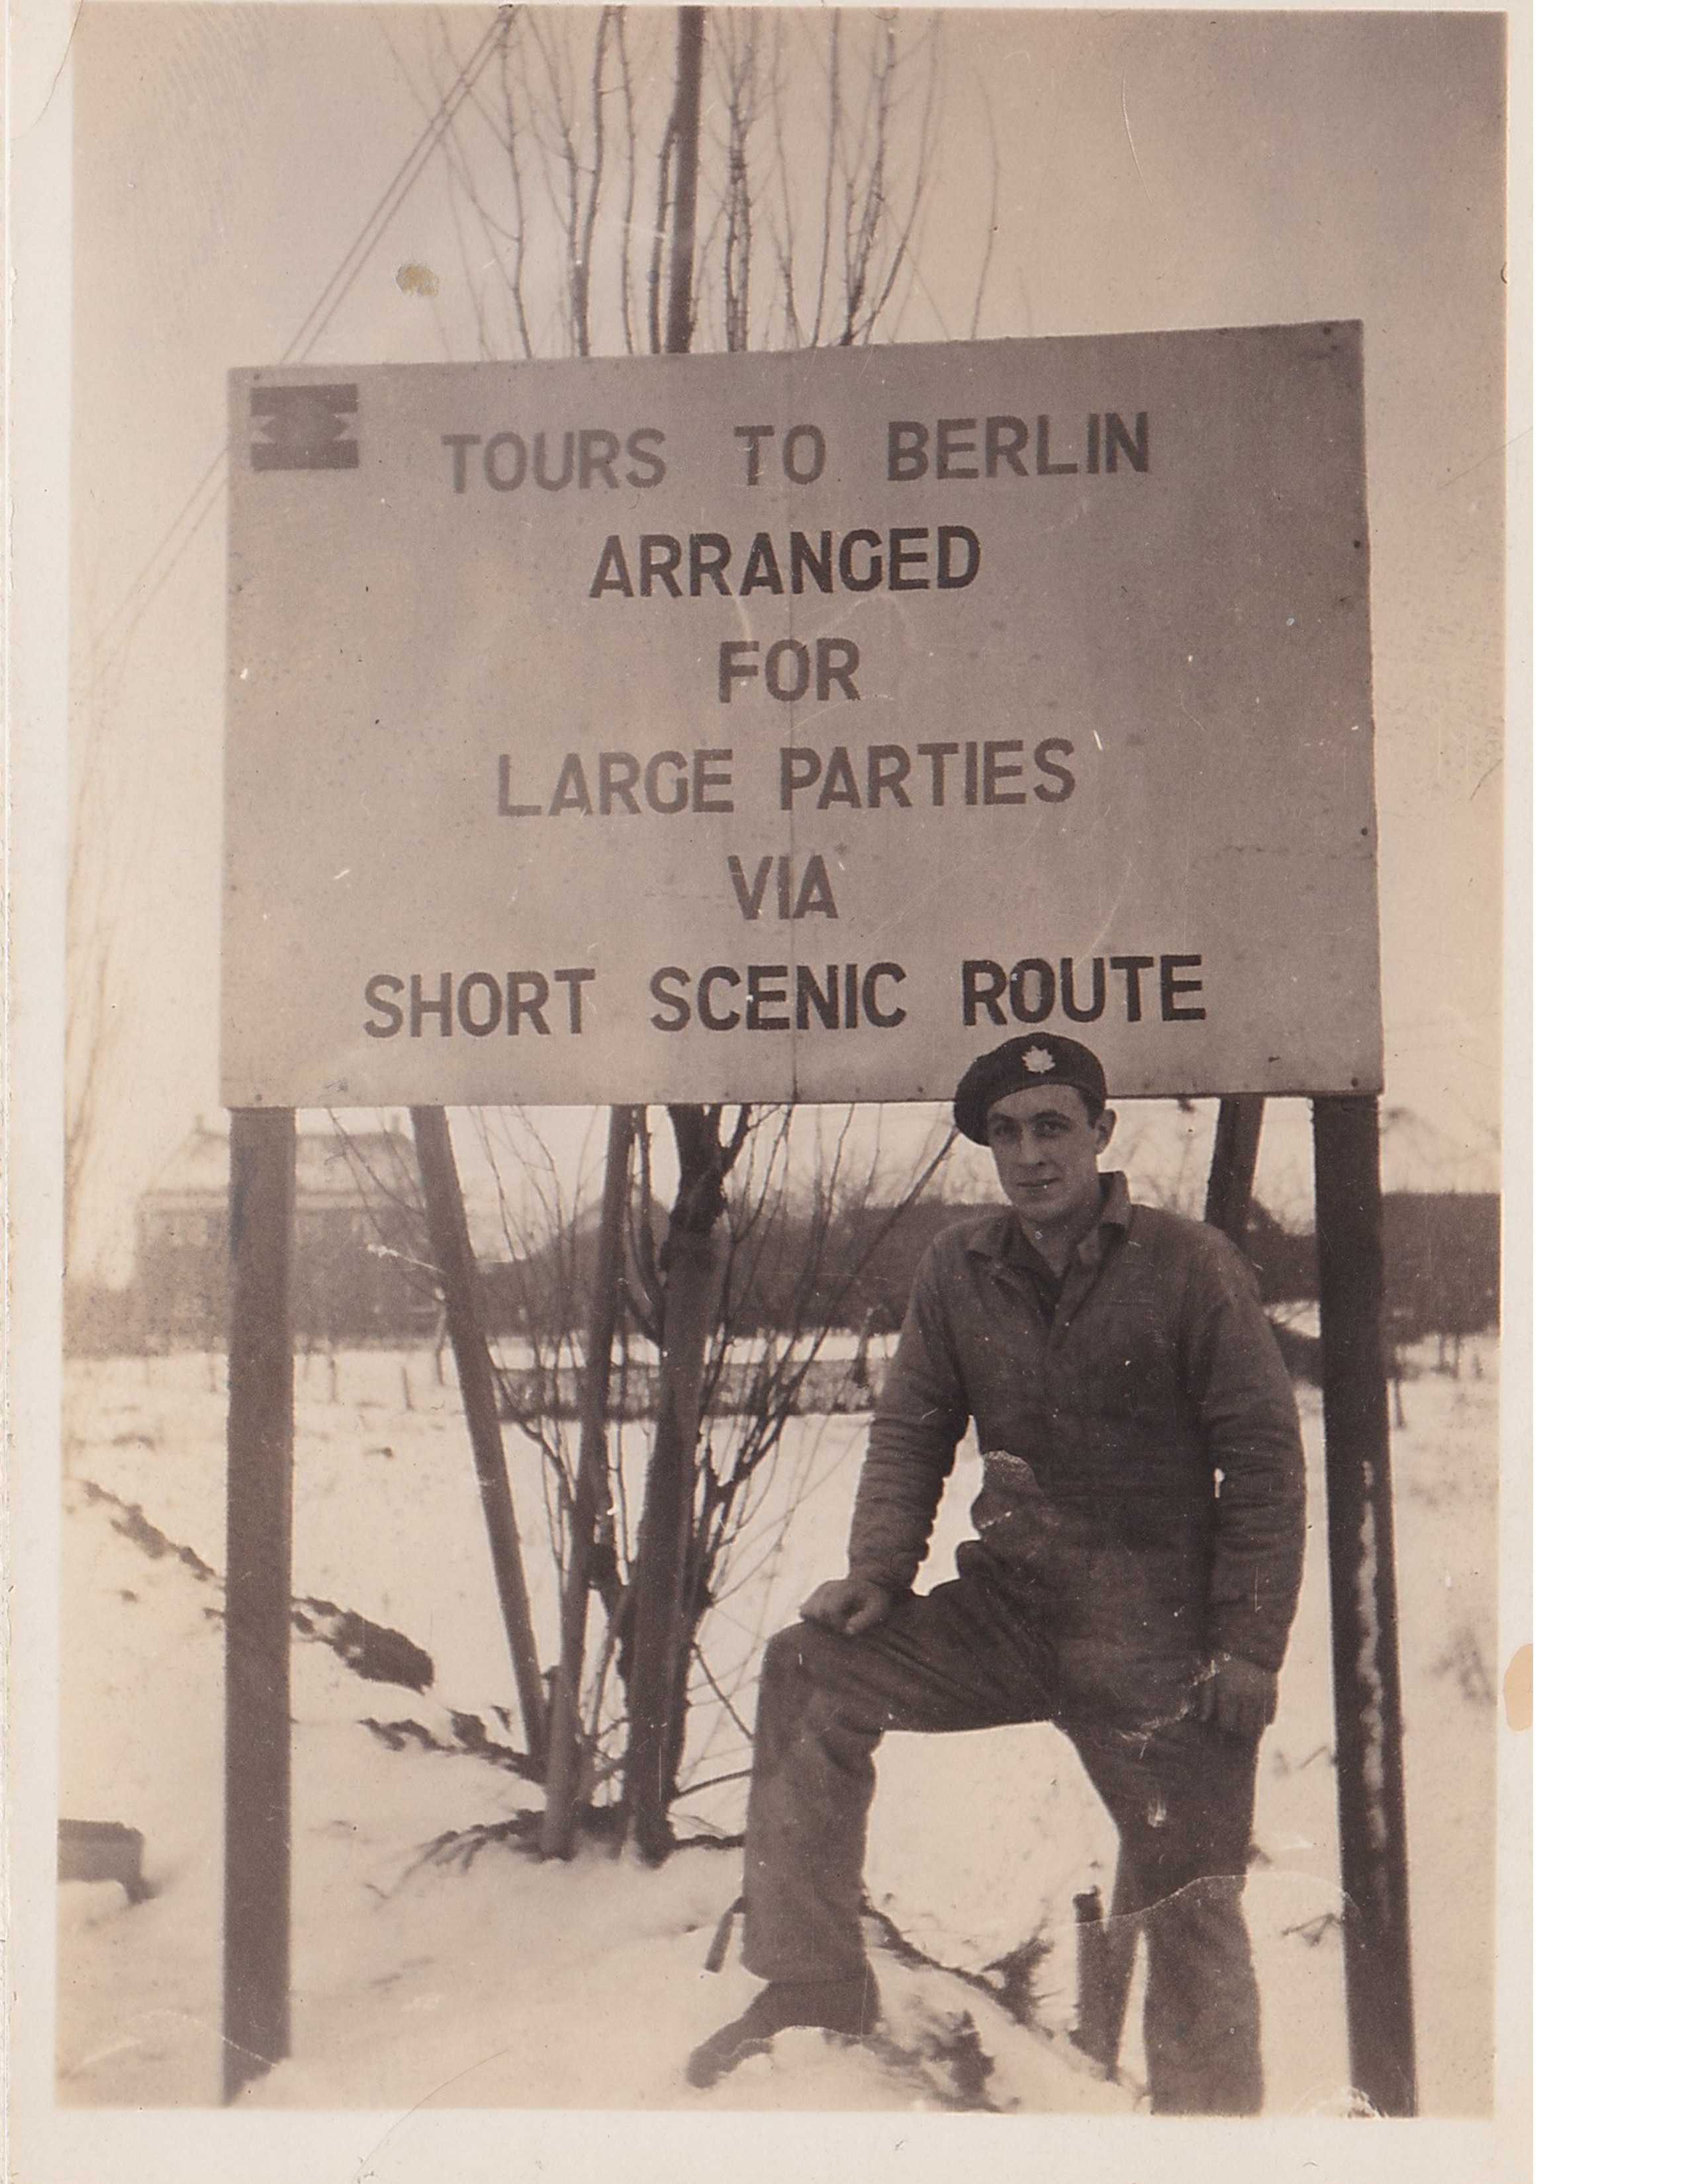 TOURS TO BERLIN
ARRANGED
FOR
LARGE PARTIES
VIA
SHORT SCENIC ROUTE